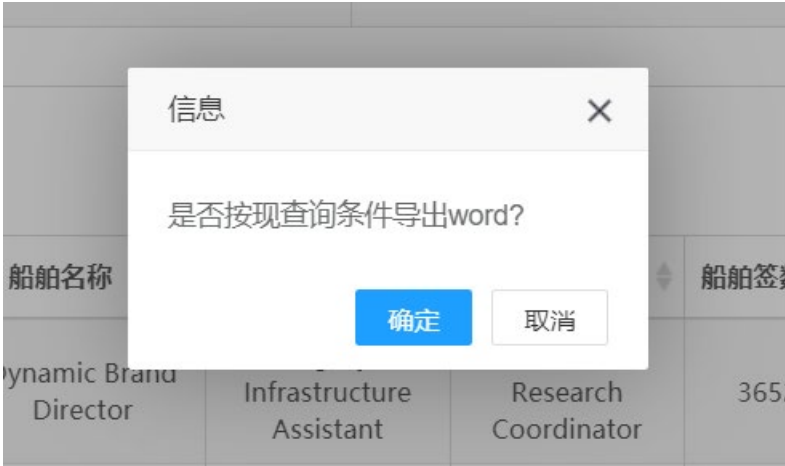 信息
是否按现查询条件导出word?
确定
取消
船舶名称
船舶签
Brand
Director
Infrastructure
Assistant
Research
Coordinator
365